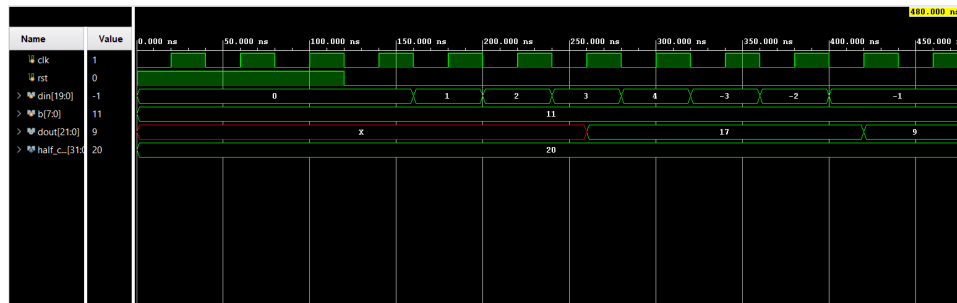 480.000 ns
Name Value
0.000 ns 50.000 ns 100.000 ns 150.000 ns 200.000 ns 250.000 ns 300.000 ns 350.000 ns 400.000 ns 450.000
clk 1
rst 0
din[19:0] -1 0 1 2 3 4 -3 -2 -1
b[7:0] 11 11
dout[21:0] 9 X 17 9
half_c...[31:0 20 20